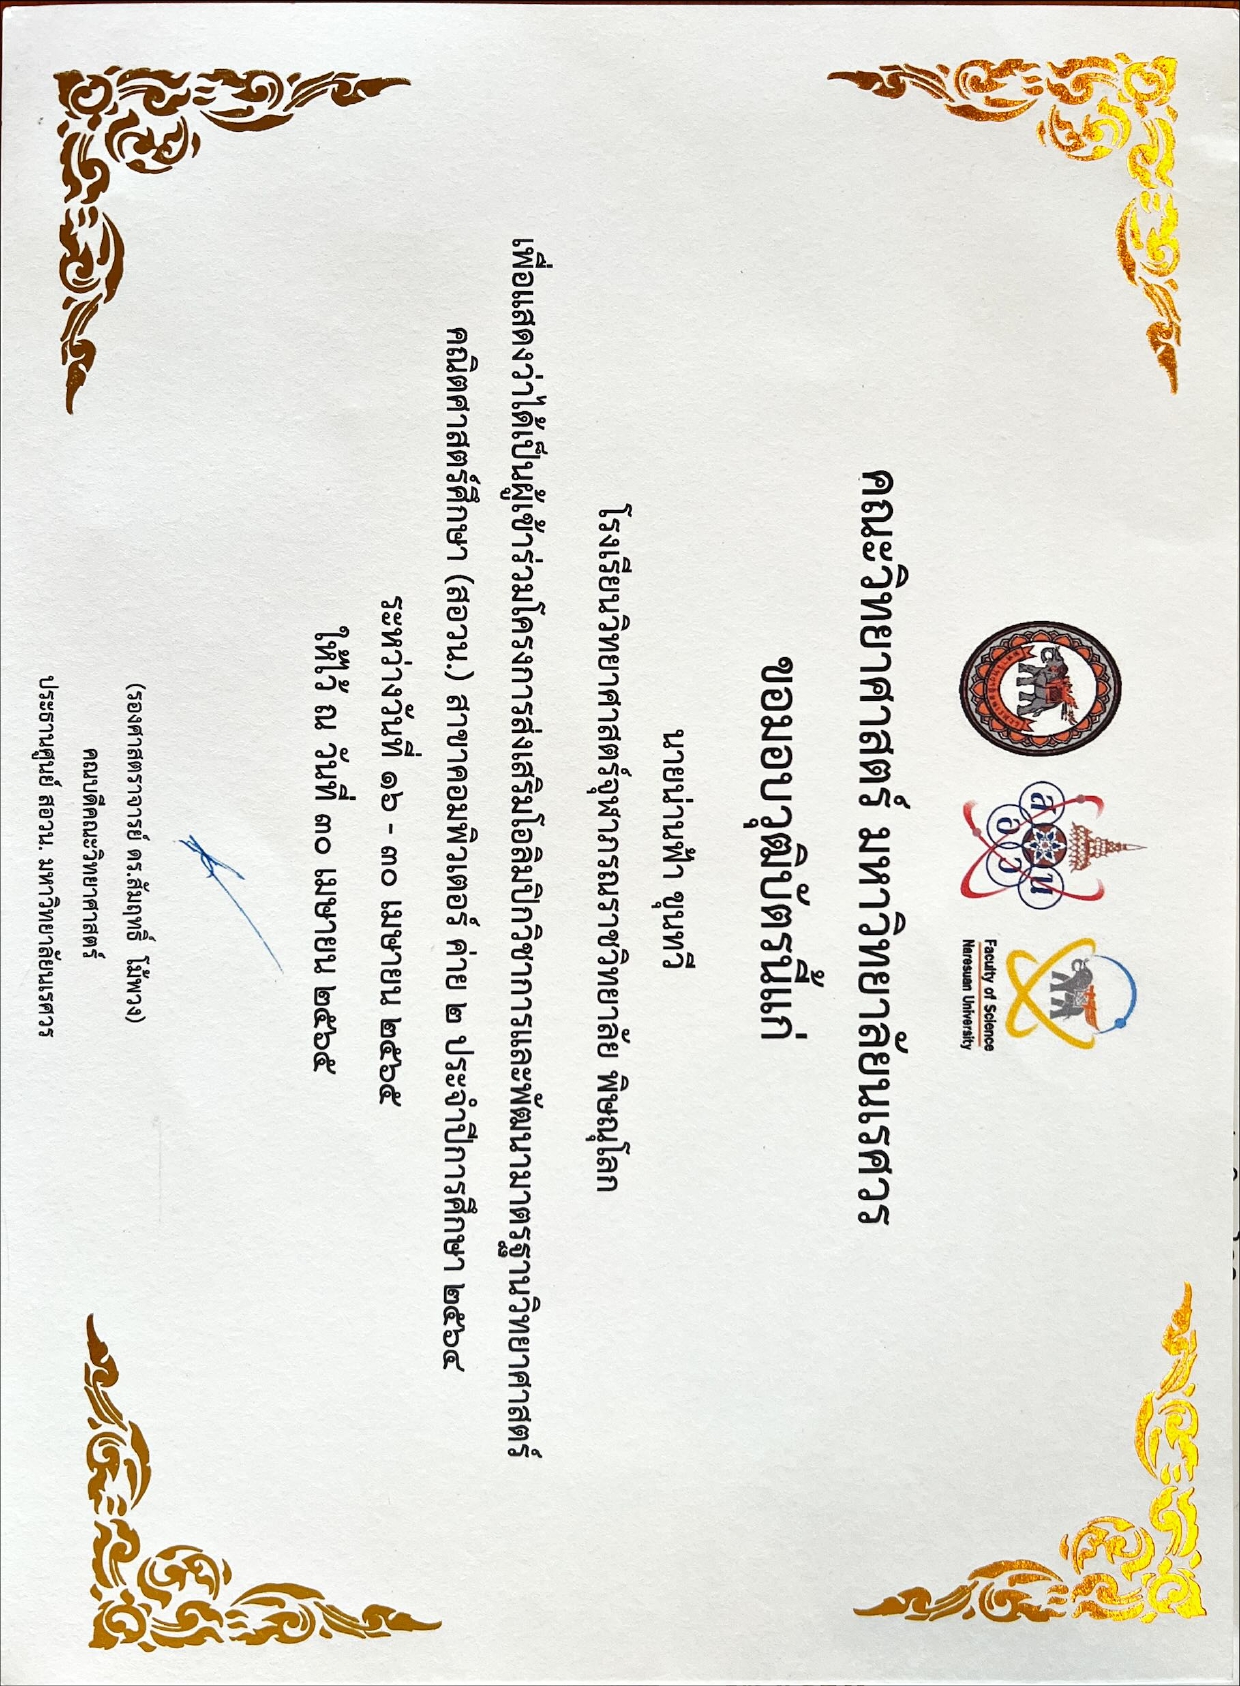 ส อ ว น
Faculty of Science
Naresuan University
คณะวิทยาศาสตร์ มหาวิทยาลัยนเรศวร
ขอมอบวุฒิบัตรนี้แก่
นายน่านฟ้า ขุนทวี
โรงเรียนวิทยาศาสตร์จุฬาภรณราชวิทยาลัย พิษณุโลก
เพื่อแสดงว่าได้เป็นผู้เข้าร่วมโครงการส่งเสริมโอลิมปิกวิชาการและพัฒนามาตรฐานวิทยาศาสตร์
คณิตศาสตร์ศึกษา (สอวน.) สาขาคอมพิวเตอร์ ค่าย ๒ ประจำปีการศึกษา ๒๕๖๔
ระหว่างวันที่ ๑๖ - ๓๐ เมษายน ๒๕๖๕
ให้ไว้ ณ วันที่ ๓๐ เมษายน ๒๕๖๕
(รองศาสตราจารย์ ดร.สัมฤทธิ์ โม้พวง)
คณบดีคณะวิทยาศาสตร์
ประธานศูนย์ สอวน. มหาวิทยาลัยนเรศวร